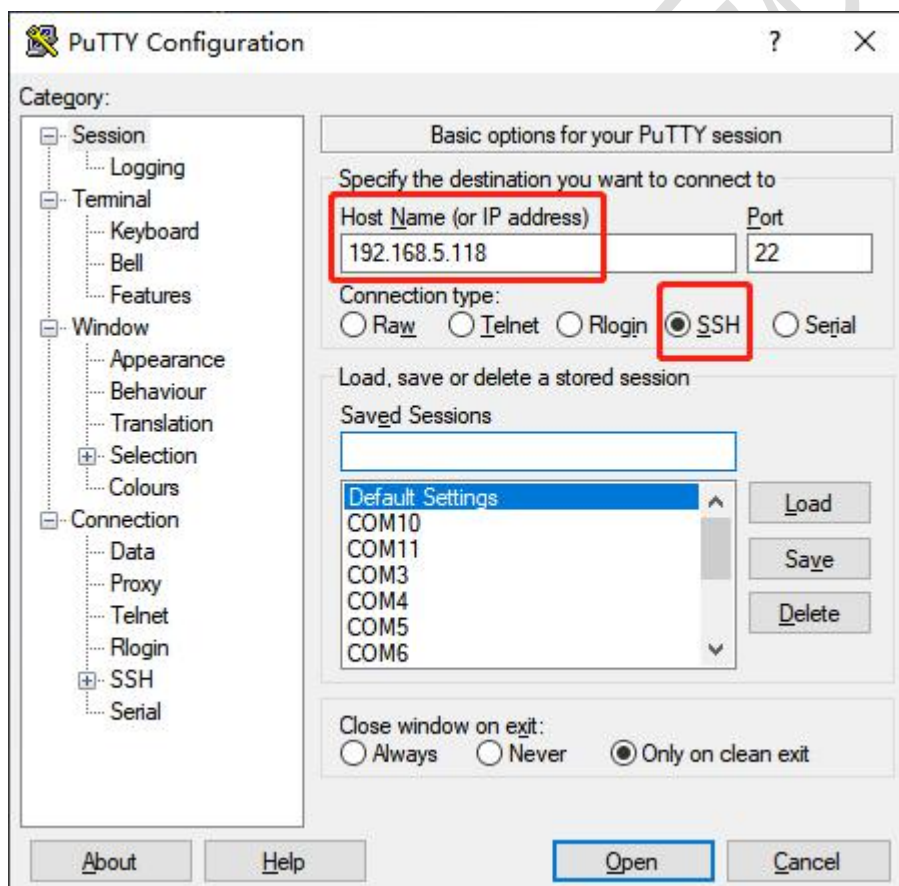 PuTTY Configuration
?
Category:
Session
Logging
Terminal
Keyboard
Bell
Features
Window
Appearance
Behaviour
Translation
Selection
Colours
Connection
Data
Proxy
Telnet
Rlogin
SSH
Serial
Basic options for your PuTTY session
Specify the destination you want to connect to
Host Name (or IP address) Port
192.168.5.118 22
Connection type:
Raw Telnet Rlogin SSH Serial
Load, save or delete a stored session
Saved Sessions
Default Settings
COM10
COM11
COM3
COM4
COM5
COM6
Load
Save
Delete
Close window on exit:
Always Never Only on clean exit
About Help Open Cancel